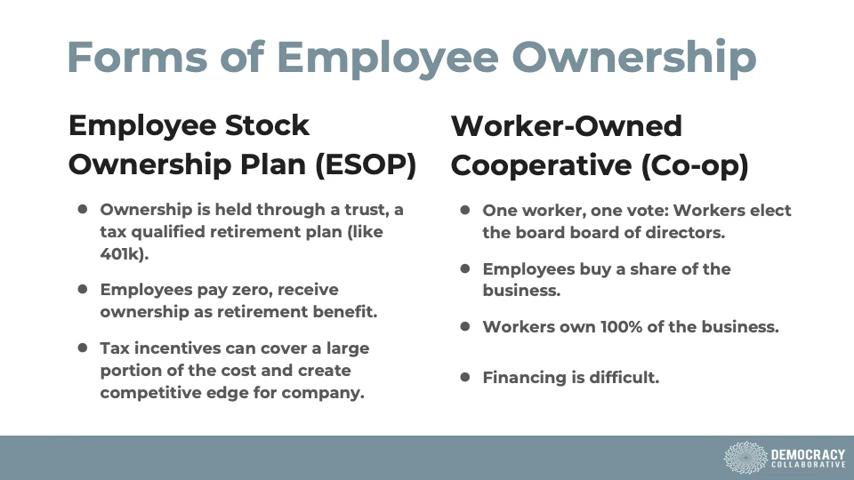 Forms of Employee Ownership
Employee Stock
Ownership Plan (ESOP)
● Ownership is held through a trust, a
tax qualified retirement plan (like
401k).
● Employees pay zero, receive
ownership as retirement benefit.
● Tax incentives can cover a large
portion of the cost and create
competitive edge for company.
Worker-Owned
Cooperative (Co-op)
● One worker, one vote: Workers elect
the board board of directors.
● Employees buy a share of the
business.
● Workers own 100% of the business.
● Financing is difficult.
DEMOCRACY
COLLABORATIVE